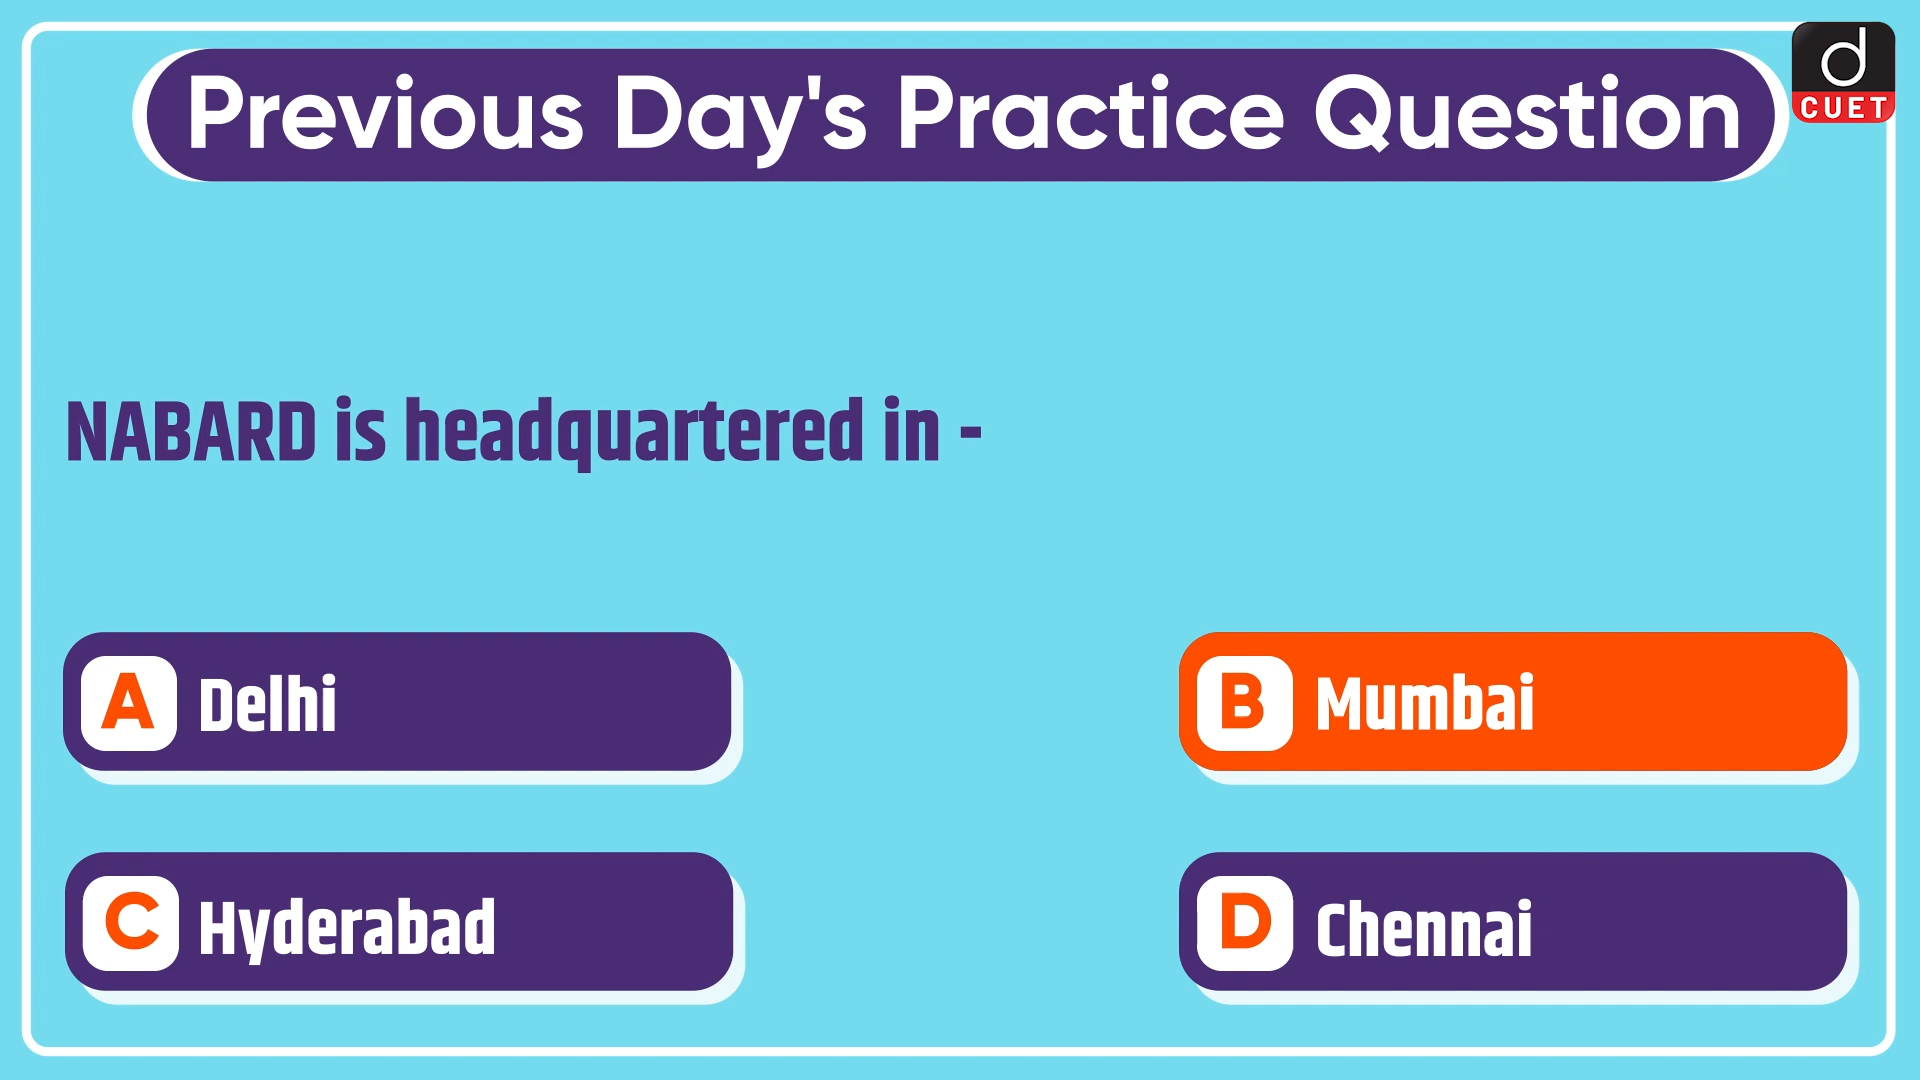 Previous Day's Practice Question
d
CUET
NABARD is headquartered in -
A Delhi
B Mumbai
C Hyderabad
D Chennai